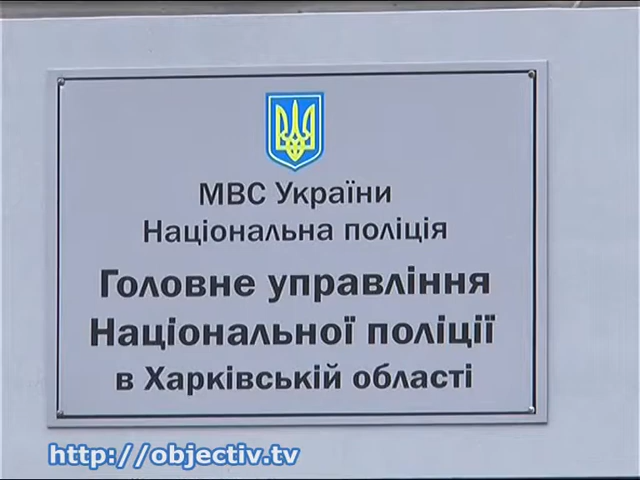 МВС України
Національна поліція
Головне управління
Національної поліції
в Харківській області
http://objectiv.tv